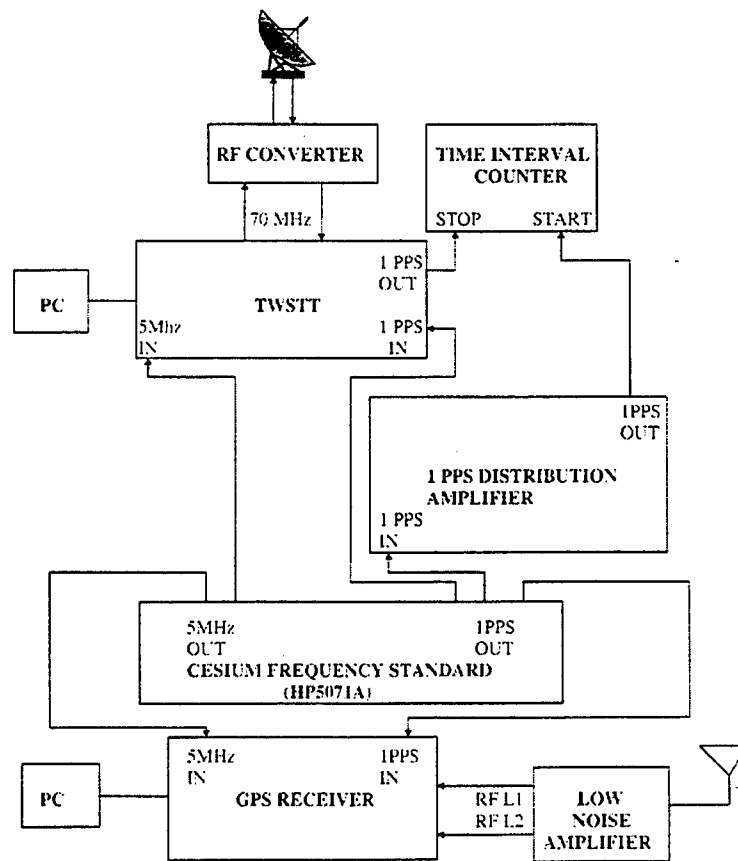 RF CONVERTER
TIME INTERVAL
COUNTER
STOP START
70 MHz
PC
TWSTT
1 PPS
OUT
5Mhz
IN
1 PPS
IN
1PPS
OUT
1 PPS DISTRIBUTION
AMPLIFIER
1 PPS
IN
5MHz
OUT
1PPS
OUT
CESIUM FREQUENCY STANDARD
(HP5071A)
5MHz
IN
1PPS
IN
GPS RECEIVER
PC
RF L1
RF L2
LOW
NOISE
AMPLIFIER